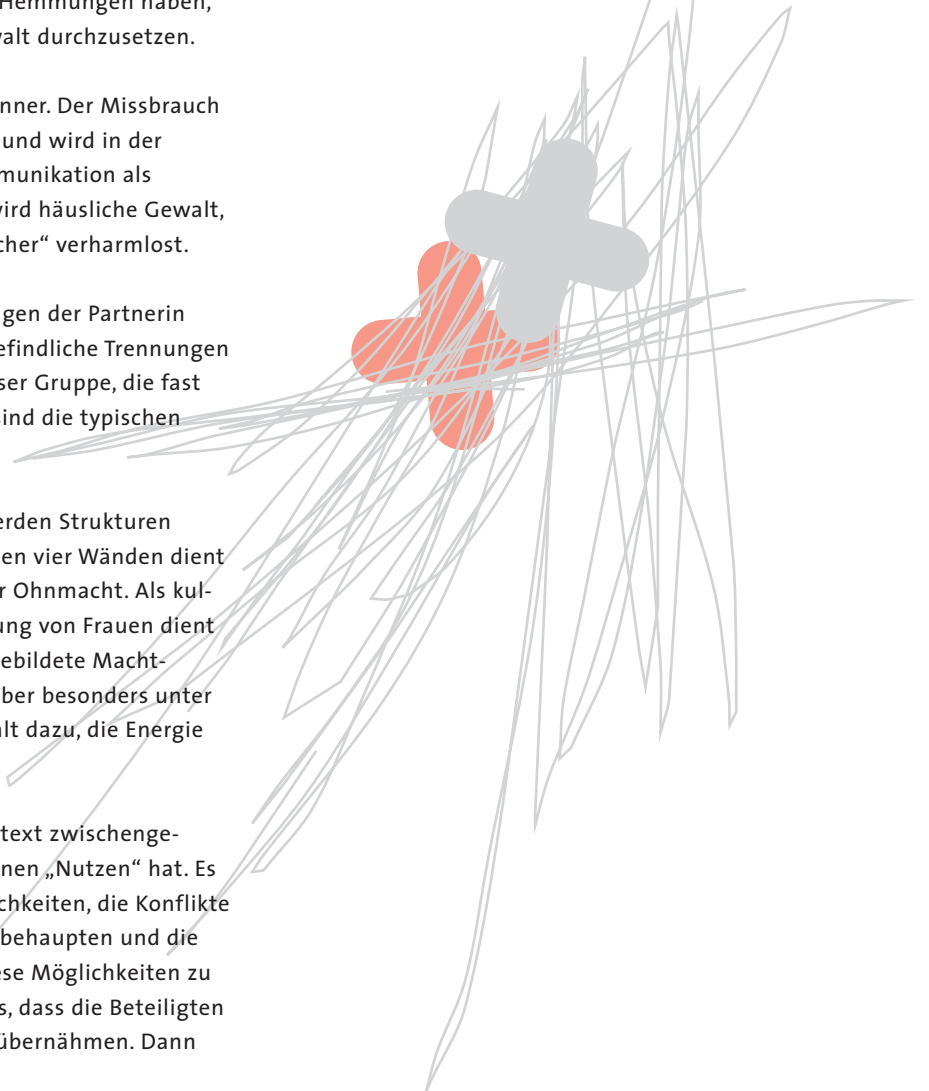 Hemmungen haben,
walt durchzusetzen.
nner. Der Missbrauch
und wird in der
munikation als
wird häusliche Gewalt,
cher“ verharmlost.
gen der Partnerin
efindliche Trennungen
ser Gruppe, die fast
sind die typischen
erden Strukturen
en vier Wänden dient
r Ohnmacht. Als kul-
ung von Frauen dient
ebildete Macht-
ber besonders unter
lt dazu, die Energie
text zwischenge-
nen „Nutzen“ hat. Es
chkeiten, die Konflikte
behaupten und die
ese Möglichkeiten zu
s, dass die Beteiligten
übernähmen. Dann